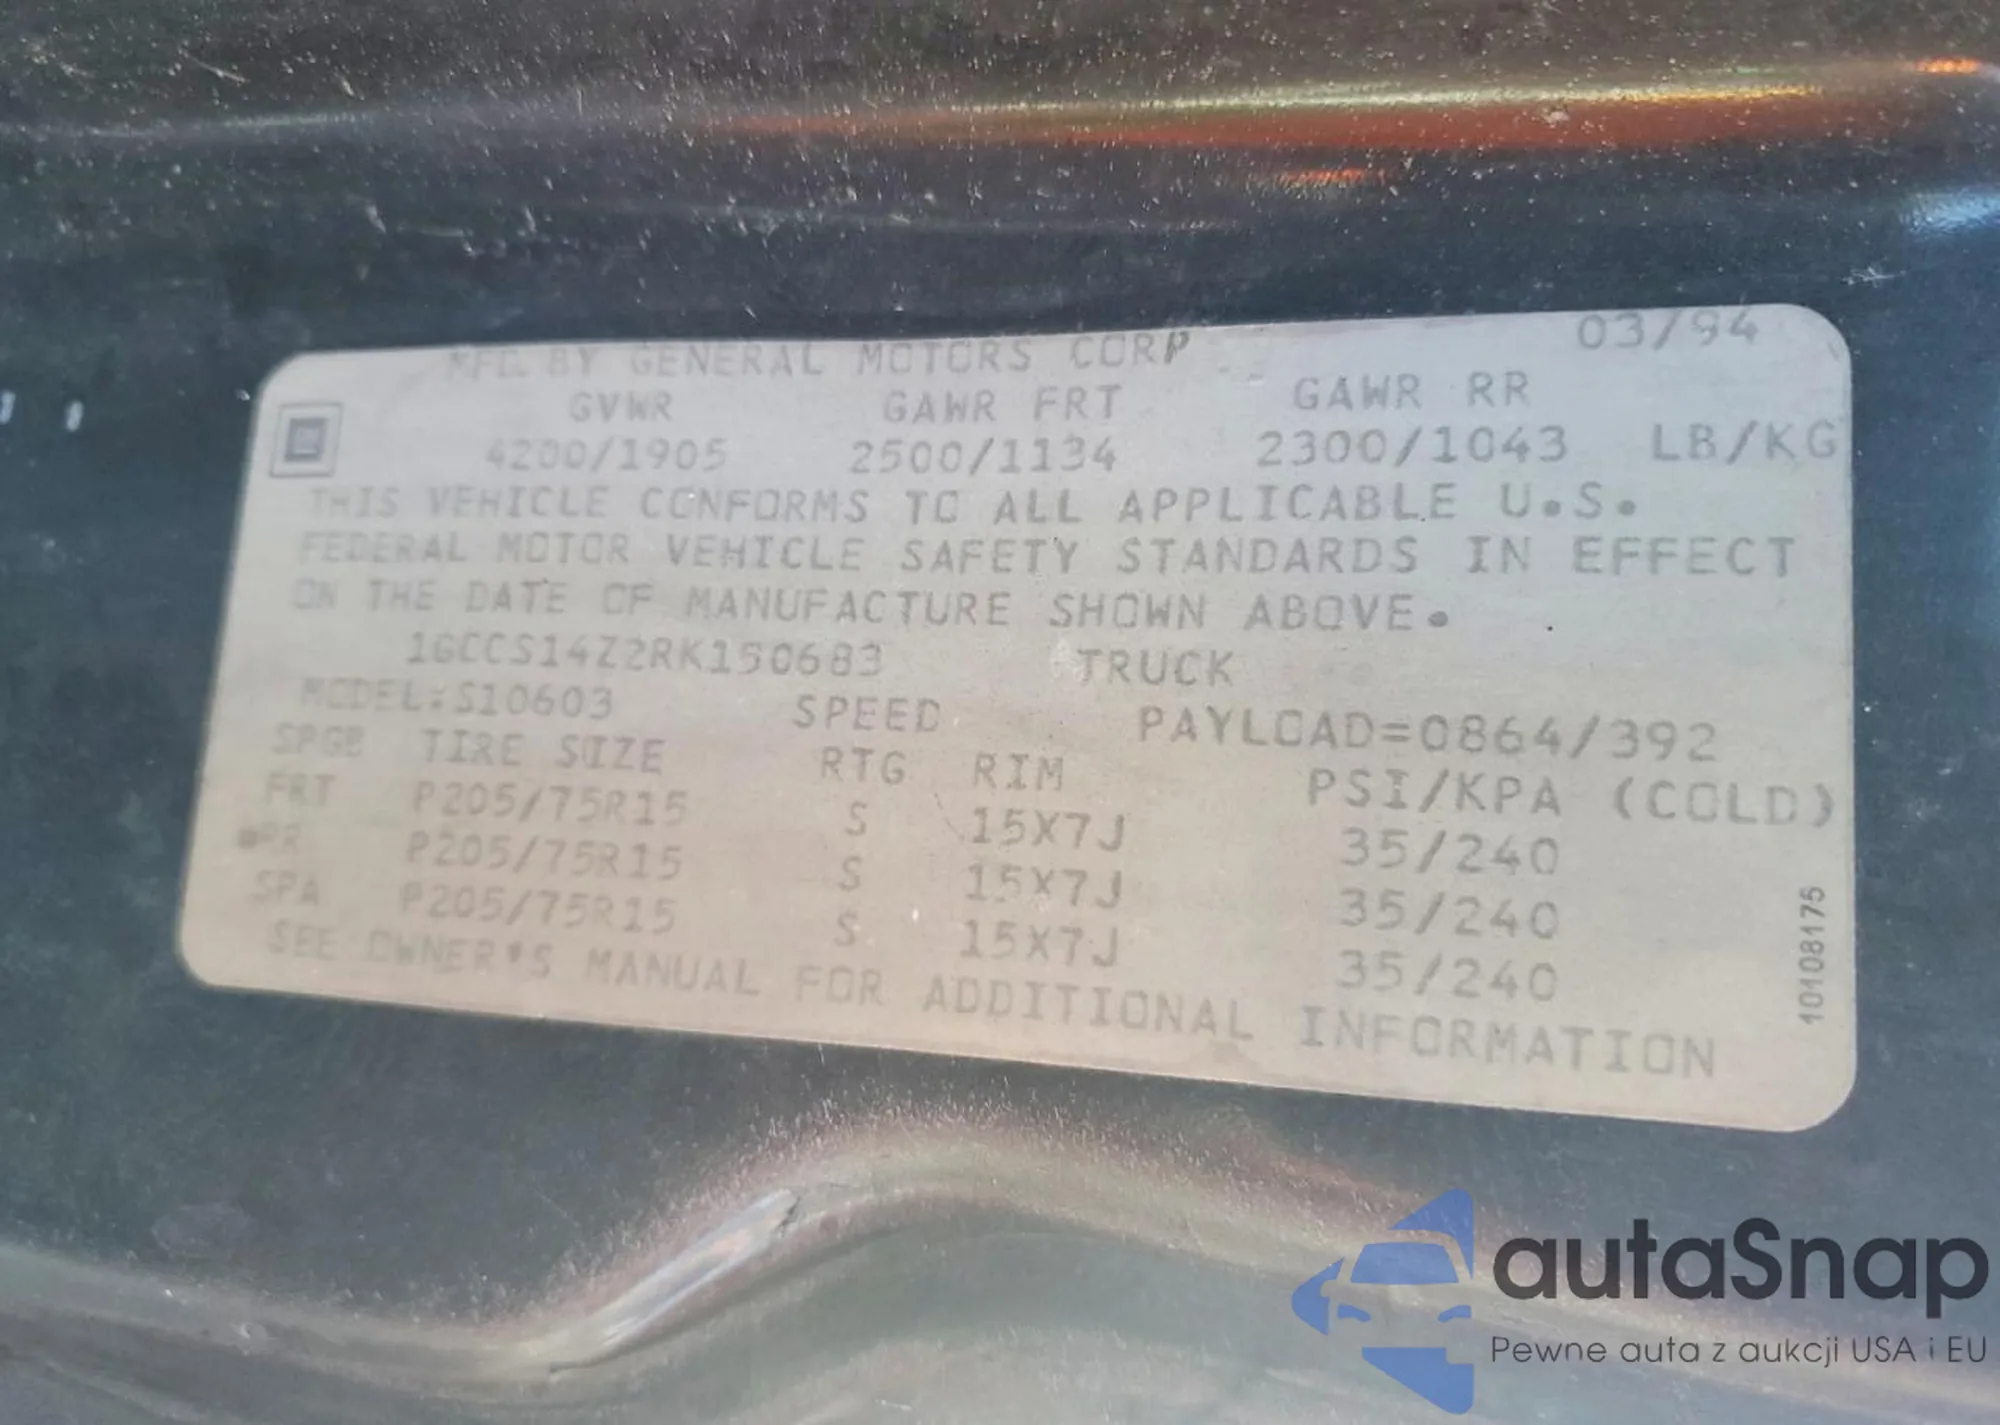 MFD. BY GENERAL MOTORS CORP 03/94
GVWR GAWR FRT GAWR RR
4200/1905 2500/1134 2300/1043 LB/KG
THIS VEHICLE CONFORMS TO ALL APPLICABLE U.S.
FEDERAL MOTOR VEHICLE SAFETY STANDARDS IN EFFECT
ON THE DATE OF MANUFACTURE SHOWN ABOVE.
1GCCS14Z2RK150683 TRUCK
MODEL:S10603 SPEED PAYLOAD=0864/392
SPGB TIRE SIZE RTG RIM PSI/KPA (COLD)
FRT P205/75R15 S 15X7J 35/240
RR P205/75R15 S 15X7J 35/240
SPA P205/75R15 S 15X7J 35/240
SEE OWNER'S MANUAL FOR ADDITIONAL INFORMATION
10108175
GM
autaSnap
Pewne auta z aukcji USA i EU